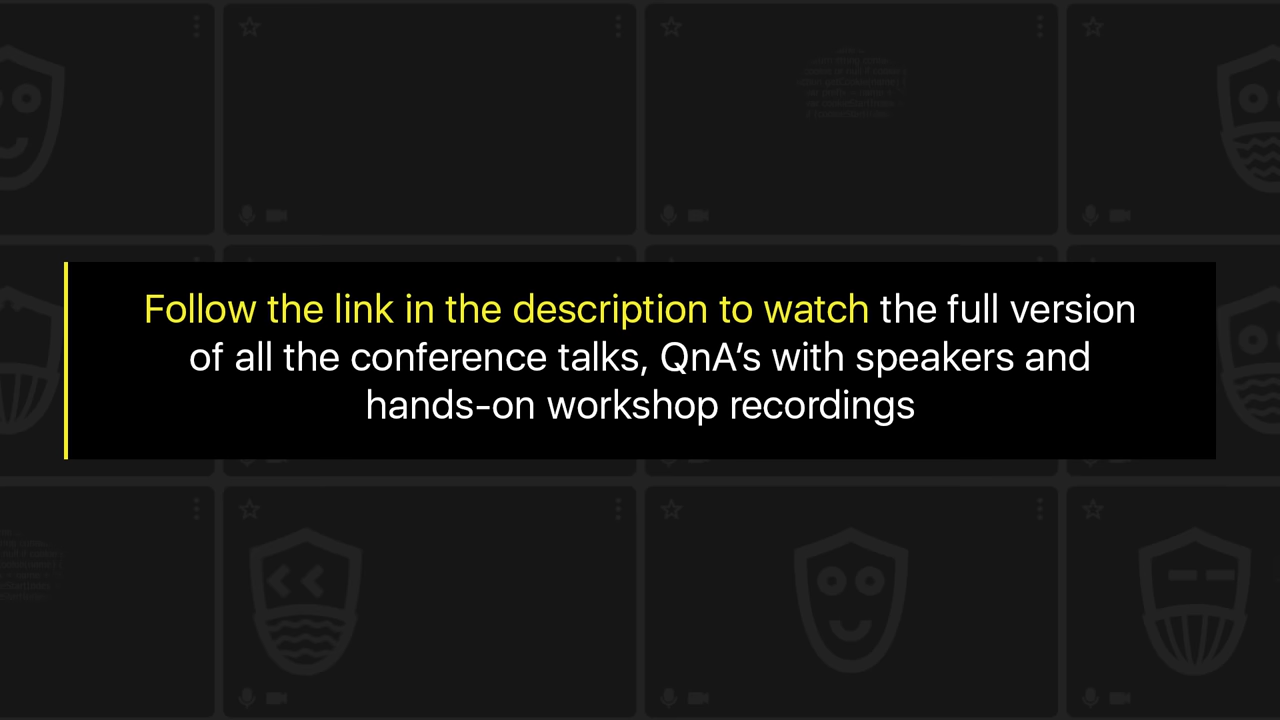 Follow the link in the description to watch the full version
of all the conference talks, QnA’s with speakers and
hands-on workshop recordings